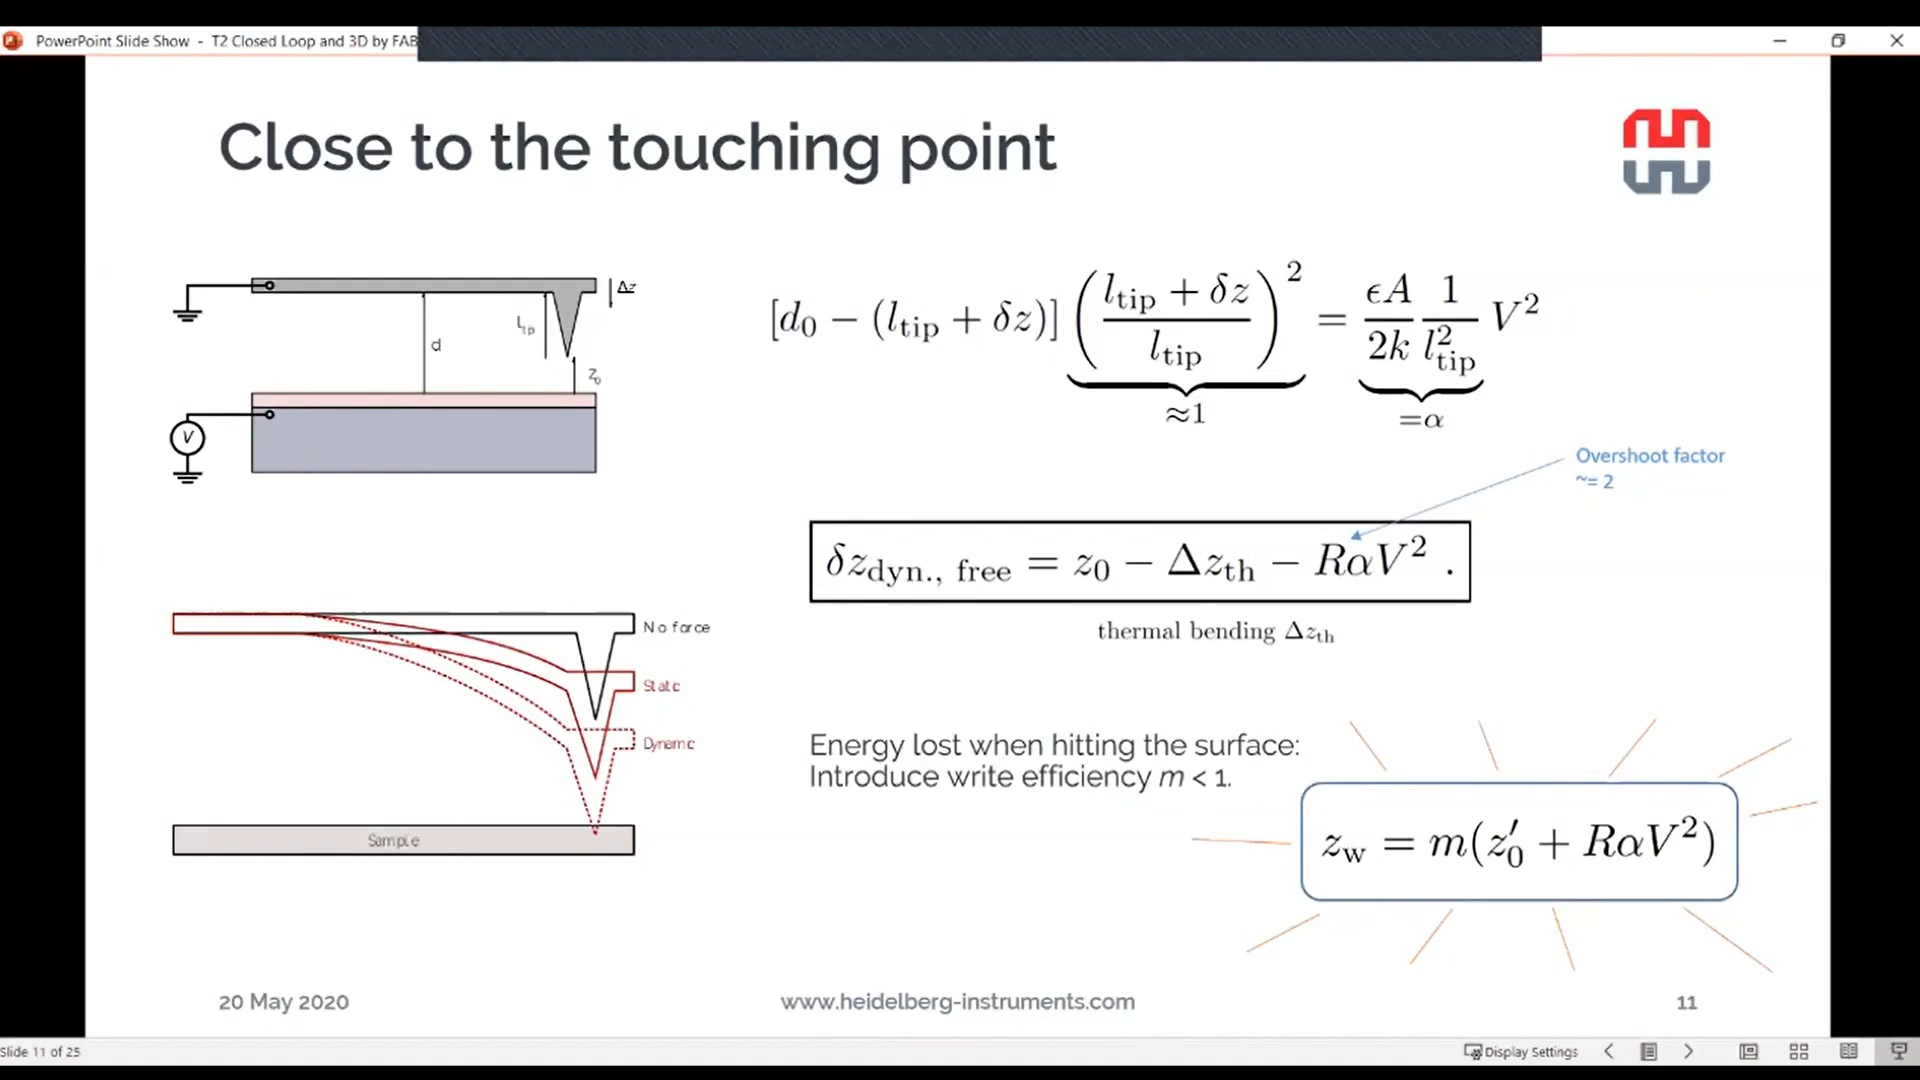 PowerPoint Slide Show - T2 Closed Loop and 3D by FAB
Close to the touching point
Δz
l_tip
d
z_0
V
[d_0 − (l_tip + δz)] ( (l_tip + δz) / l_tip )^2 = (ϵA / 2k) (1 / l_tip^2) V^2
≈1
=α
Overshoot factor
~= 2
δz_dyn., free = z_0 − Δz_th − RαV^2 .
thermal bending Δz_th
No force
Static
Dynamic
Sample
Energy lost when hitting the surface:
Introduce write efficiency m < 1.
z_w = m(z_0′ + RαV^2)
20 May 2020
www.heidelberg-instruments.com
11
Slide 11 of 25
Display Settings